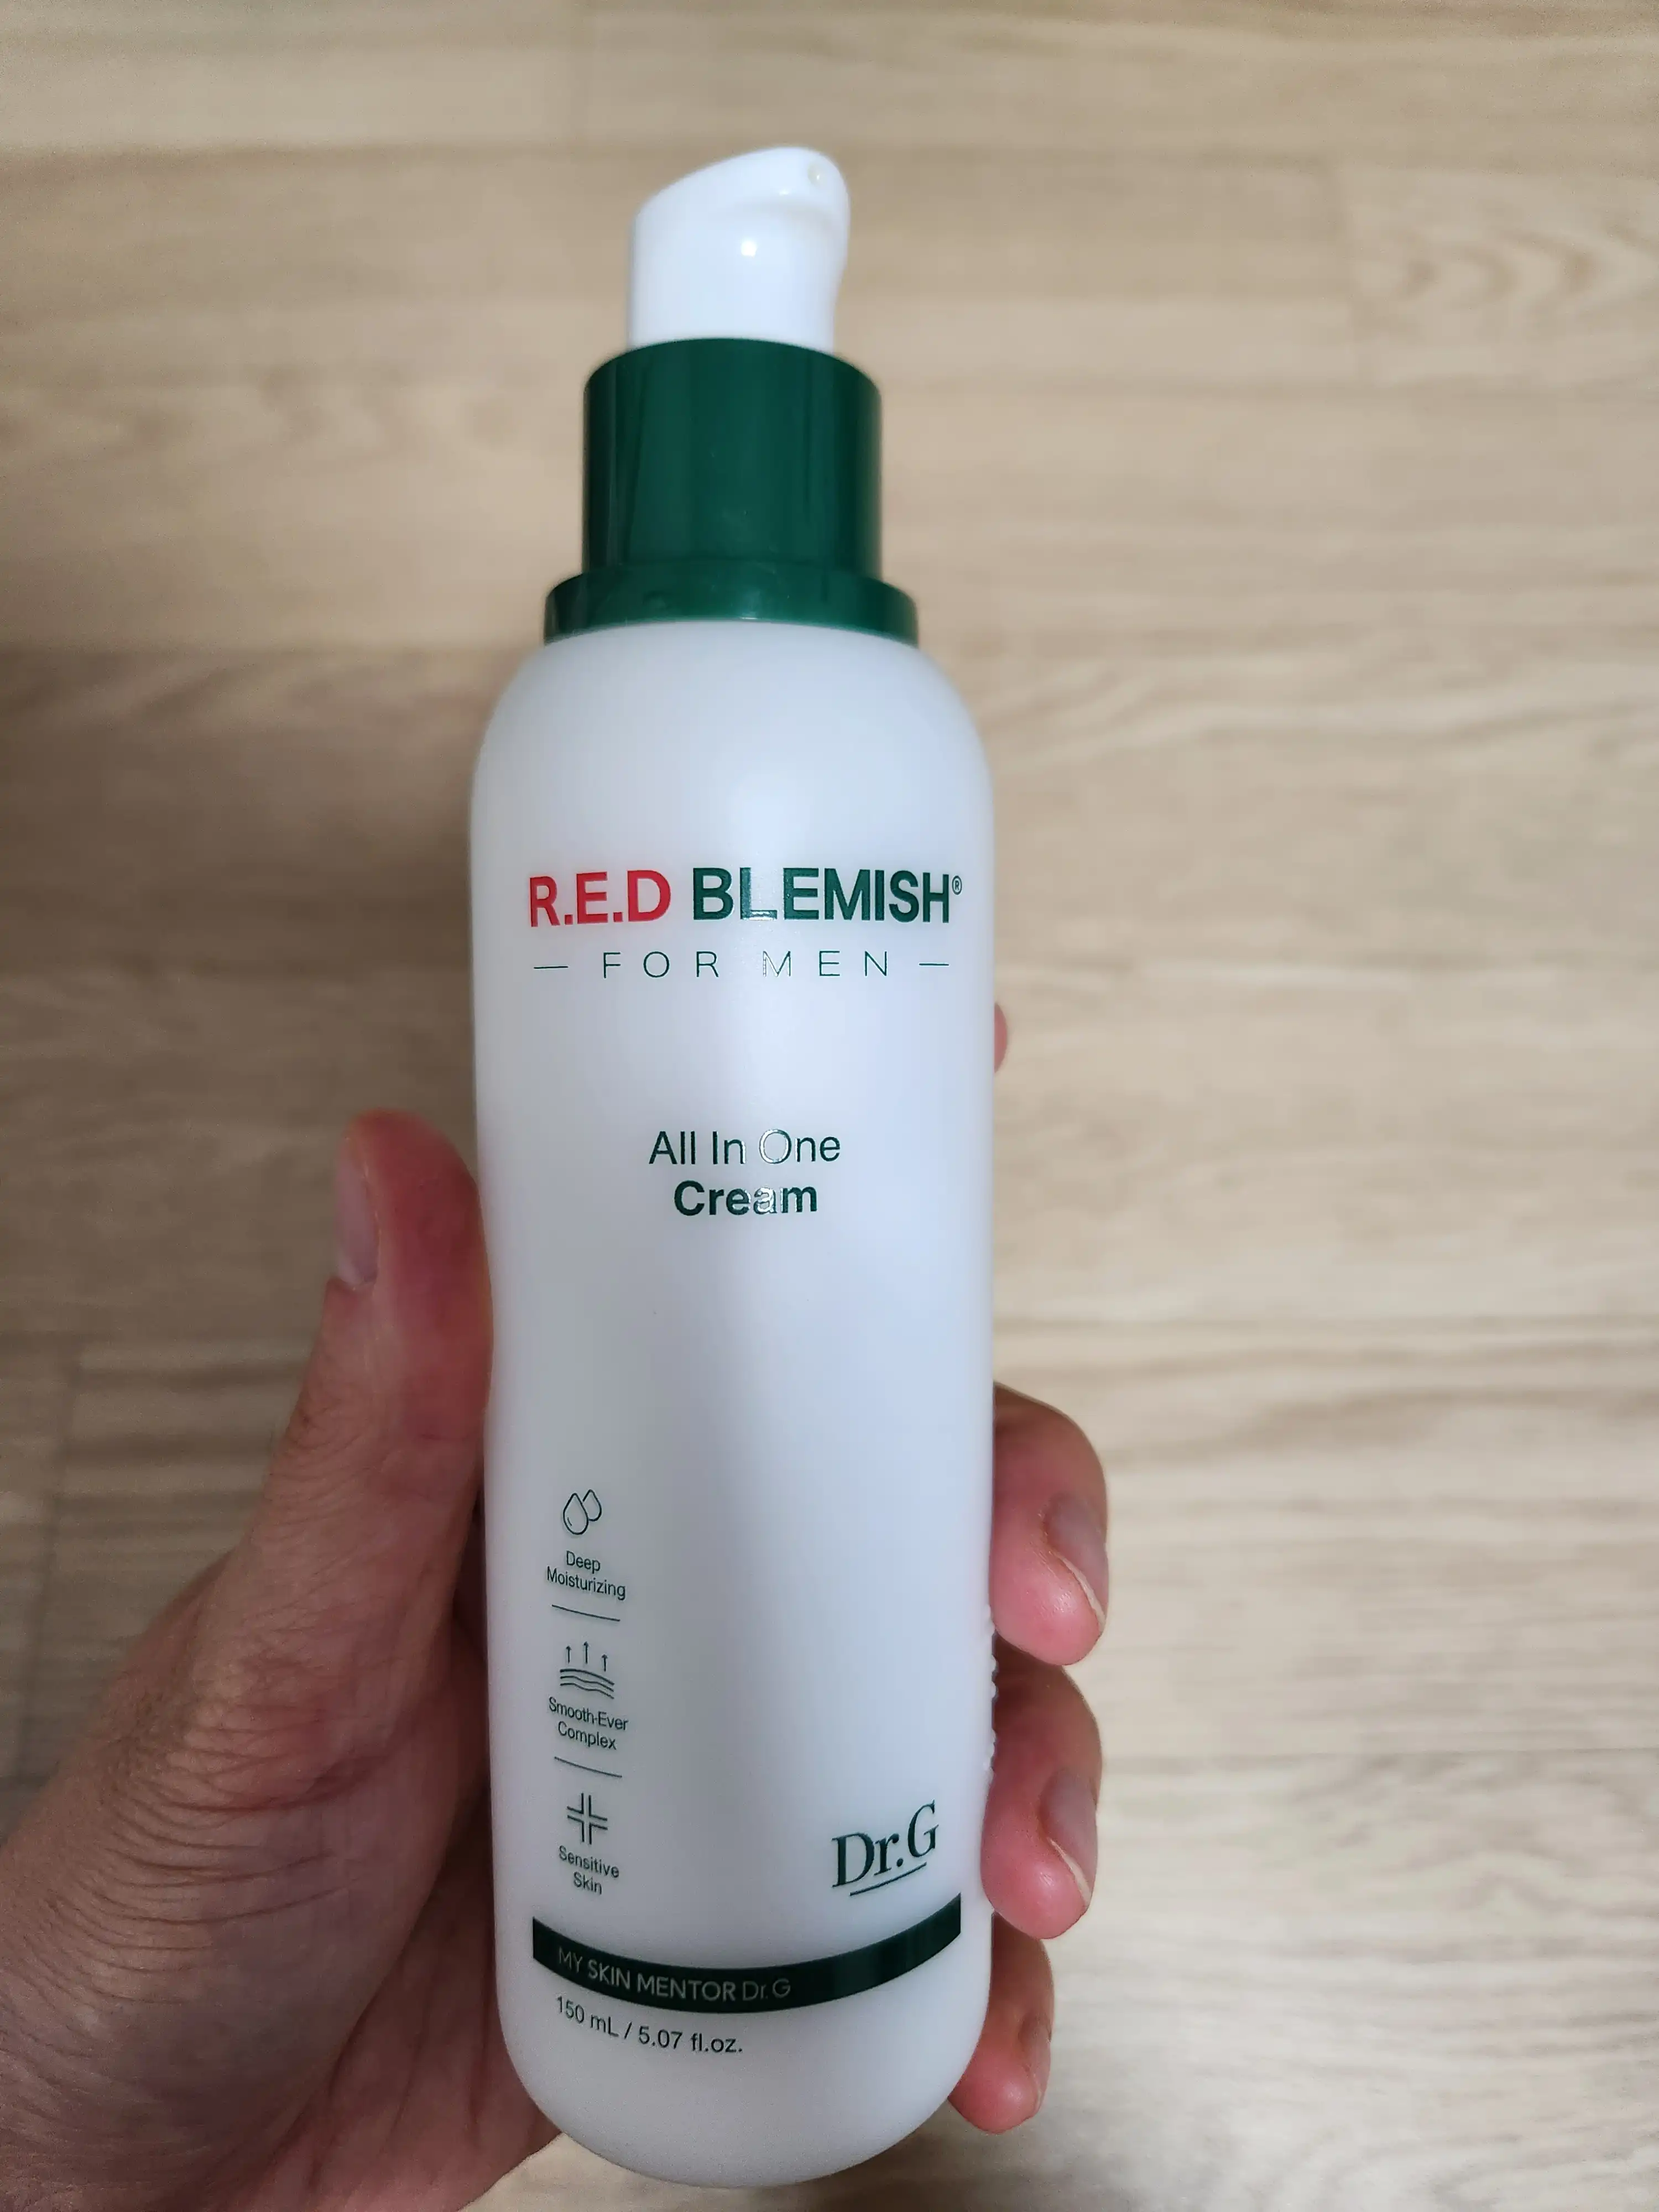 R.E.D BLEMISH®
— FOR MEN —
All In One
Cream
Deep
Moisturizing
Smooth-Ever
Complex
Sensitive
Skin
Dr.G
MY SKIN MENTOR Dr.G
150 mL / 5.07 fl.oz.